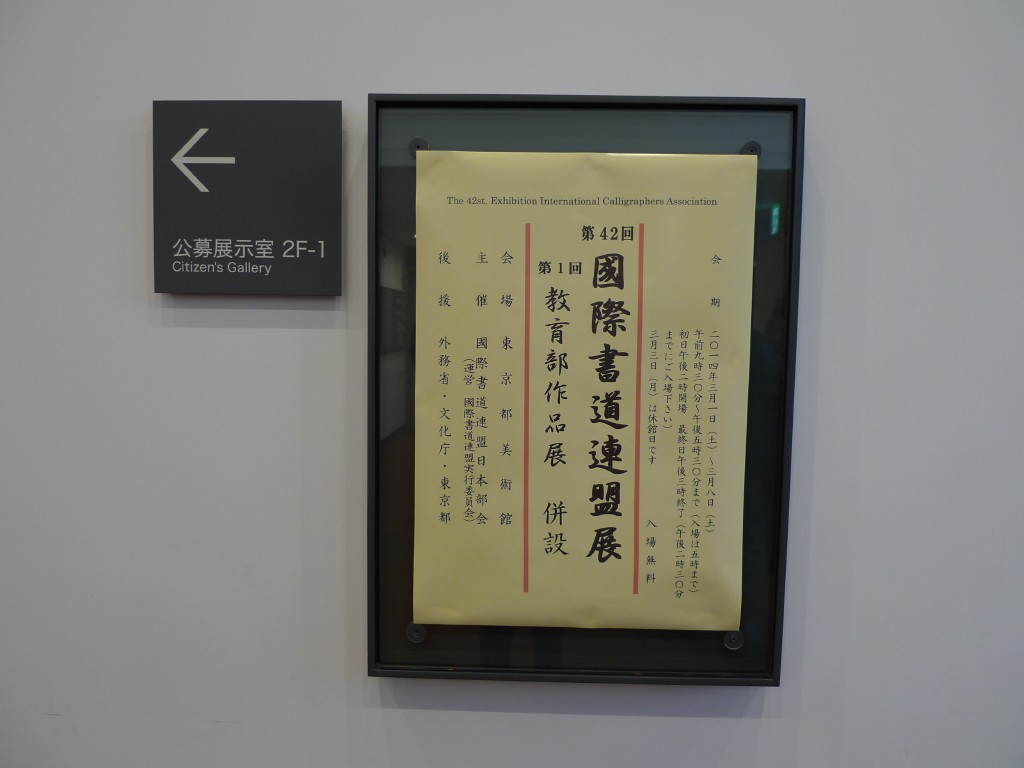 公募展示室 2F-1
Citizen's Gallery
The 42st. Exhibition International Calligraphers Association
会期
二〇一四年三月一日（土）～三月八日（土）
午前九時三〇分～午後五時三〇分まで（入場は五時まで）
初日午後二時開場 最終日午後三時終了（午後二時三〇分
までにご入場下さい）
三月三日（月）は休館日です
入場無料
第42回
國際書道連盟展
第1回
教育部作品展 併設
会場 東京都美術館
主催 國際書道連盟日本部会
（運営 國際書道連盟実行委員会）
後後 外務省・文化庁・東京都